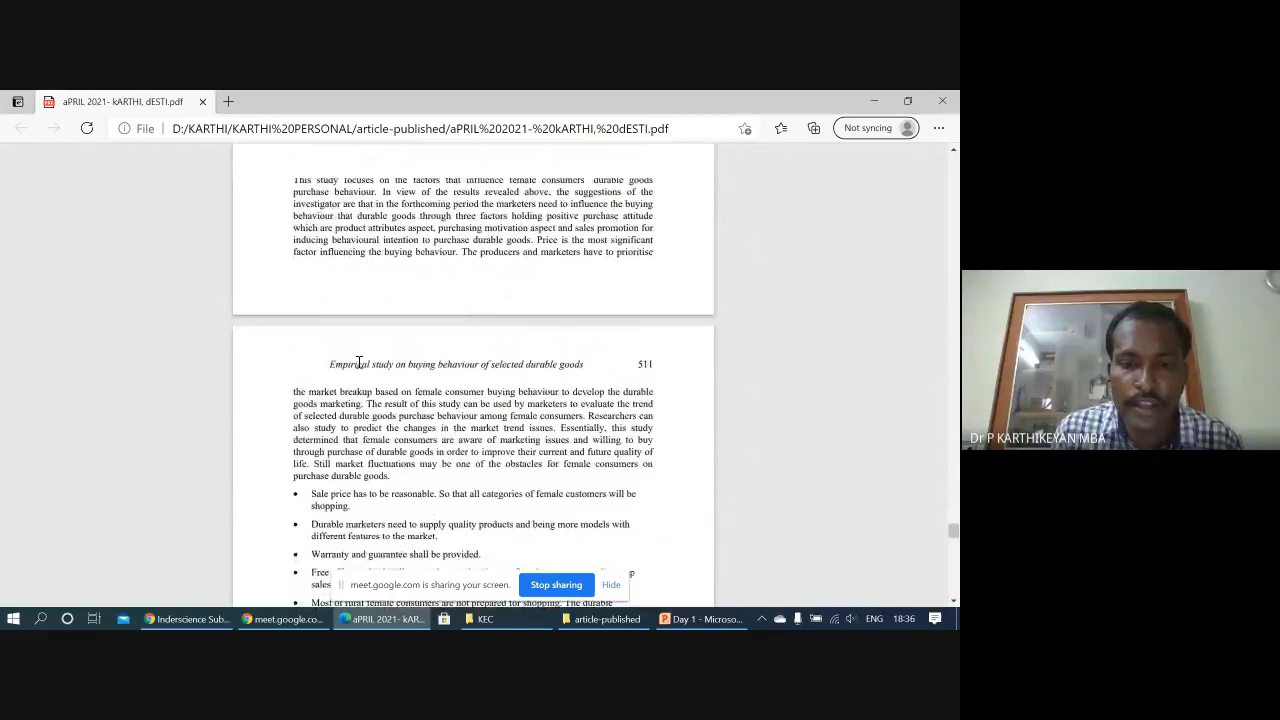 aPRIL 2021- kARTHI, dESTI.pdf
File
D:/KARTHI/KARTHI%20PERSONAL/article-published/aPRIL%202021-%20kARTHI,%20dESTI.pdf
Not syncing
This study focuses on the factors that influence female consumers' durable goods
purchase behaviour. In view of the results revealed above, the suggestions of the
investigator are that in the forthcoming period the marketers need to influence the buying
behaviour that durable goods through three factors holding positive purchase attitude
which are product attributes aspect, purchasing motivation aspect and sales promotion for
inducing behavioural intention to purchase durable goods. Price is the most significant
factor influencing the buying behaviour. The producers and marketers have to prioritise
Empirical study on buying behaviour of selected durable goods 511
the market breakup based on female consumer buying behaviour to develop the durable
goods marketing. The result of this study can be used by marketers to evaluate the trend
of selected durable goods purchase behaviour among female consumers. Researchers can
also study to predict the changes in the market trend issues. Essentially, this study
determined that female consumers are aware of marketing issues and willing to buy
through purchase of durable goods in order to improve their current and future quality of
life. Still market fluctuations may be one of the obstacles for female consumers on
purchase durable goods.
• Sale price has to be reasonable. So that all categories of female customers will be
shopping.
• Durable marketers need to supply quality products and being more models with
different features to the market.
• Warranty and guarantee shall be provided.
• Free
sales
• Most of rural female consumers are not prepared for shopping. The durable
meet.google.com is sharing your screen.
Stop sharing
Hide
Dr P KARTHIKEYAN MBA
Inderscience Sub...
meet.google.co...
aPRIL 2021- kAR...
KEC
article-published
Day 1 - Microso...
ENG
18:36